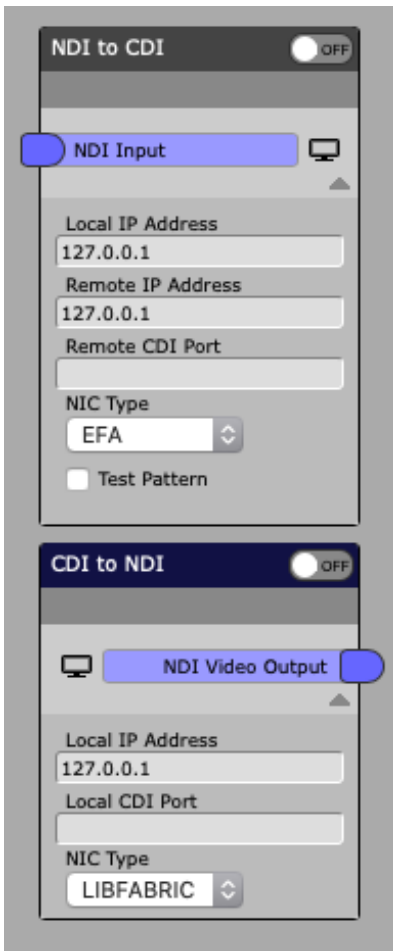 NDI to CDI
OFF
NDI Input
Local IP Address
127.0.0.1
Remote IP Address
127.0.0.1
Remote CDI Port
NIC Type
EFA
Test Pattern
CDI to NDI
OFF
NDI Video Output
Local IP Address
127.0.0.1
Local CDI Port
NIC Type
LIBFABRIC